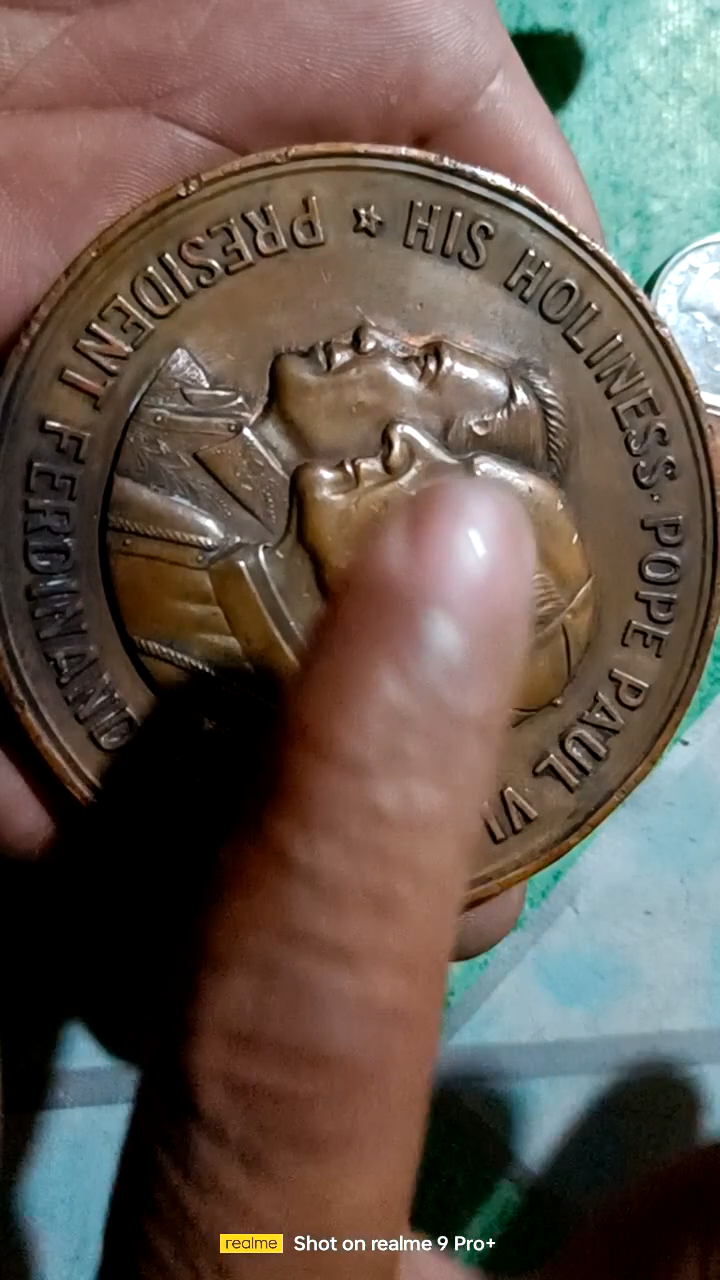 PRESIDENT FERDINAND
★ HIS HOLINESS · POPE PAUL VI
realme Shot on realme 9 Pro+